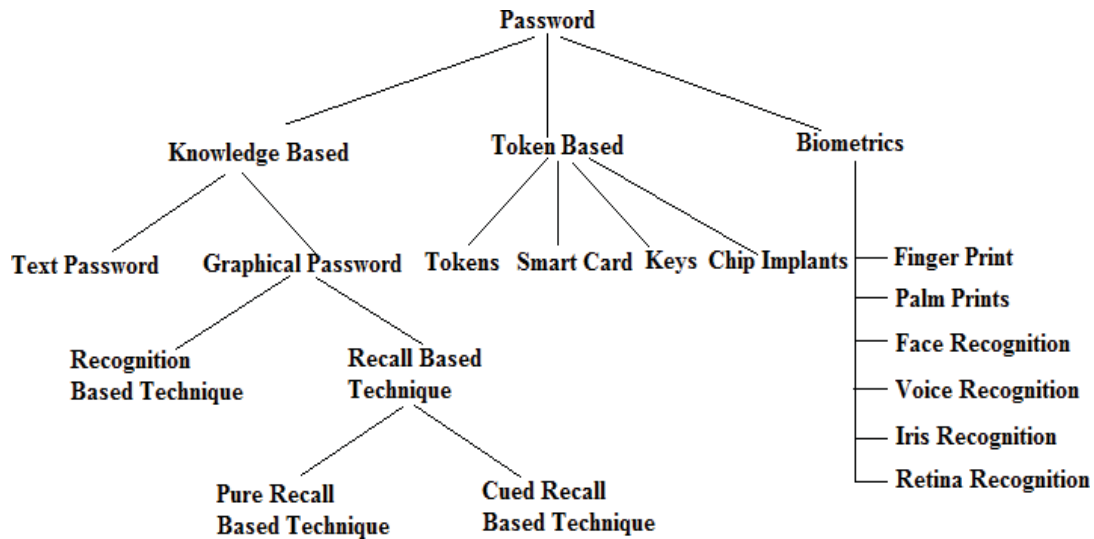 Password
Knowledge Based
Token Based
Biometrics
Text Password
Graphical Password
Tokens
Smart Card
Keys
Chip Implants
Finger Print
Palm Prints
Face Recognition
Voice Recognition
Iris Recognition
Retina Recognition
Recognition
Based Technique
Recall Based
Technique
Pure Recall
Based Technique
Cued Recall
Based Technique